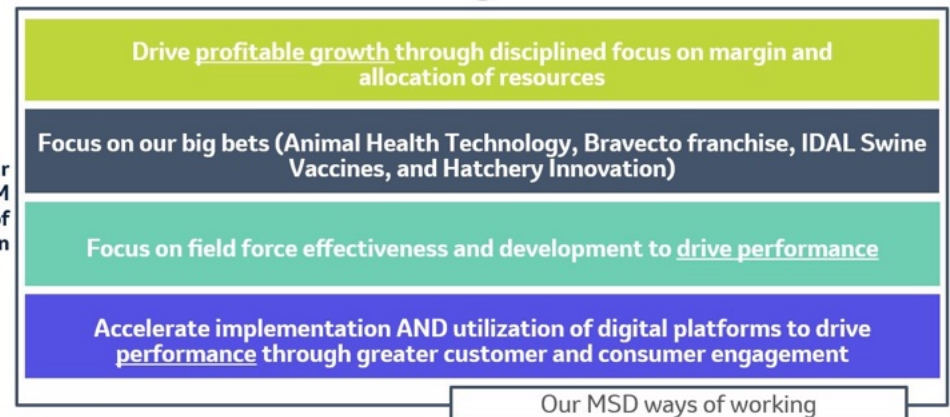 Drive profitable growth through disciplined focus on margin and
allocation of resources
Focus on our big bets (Animal Health Technology, Bravecto franchise, IDAL Swine
Vaccines, and Hatchery Innovation)
Focus on field force effectiveness and development to drive performance
Accelerate implementation AND utilization of digital platforms to drive
performance through greater customer and consumer engagement
Our MSD ways of working